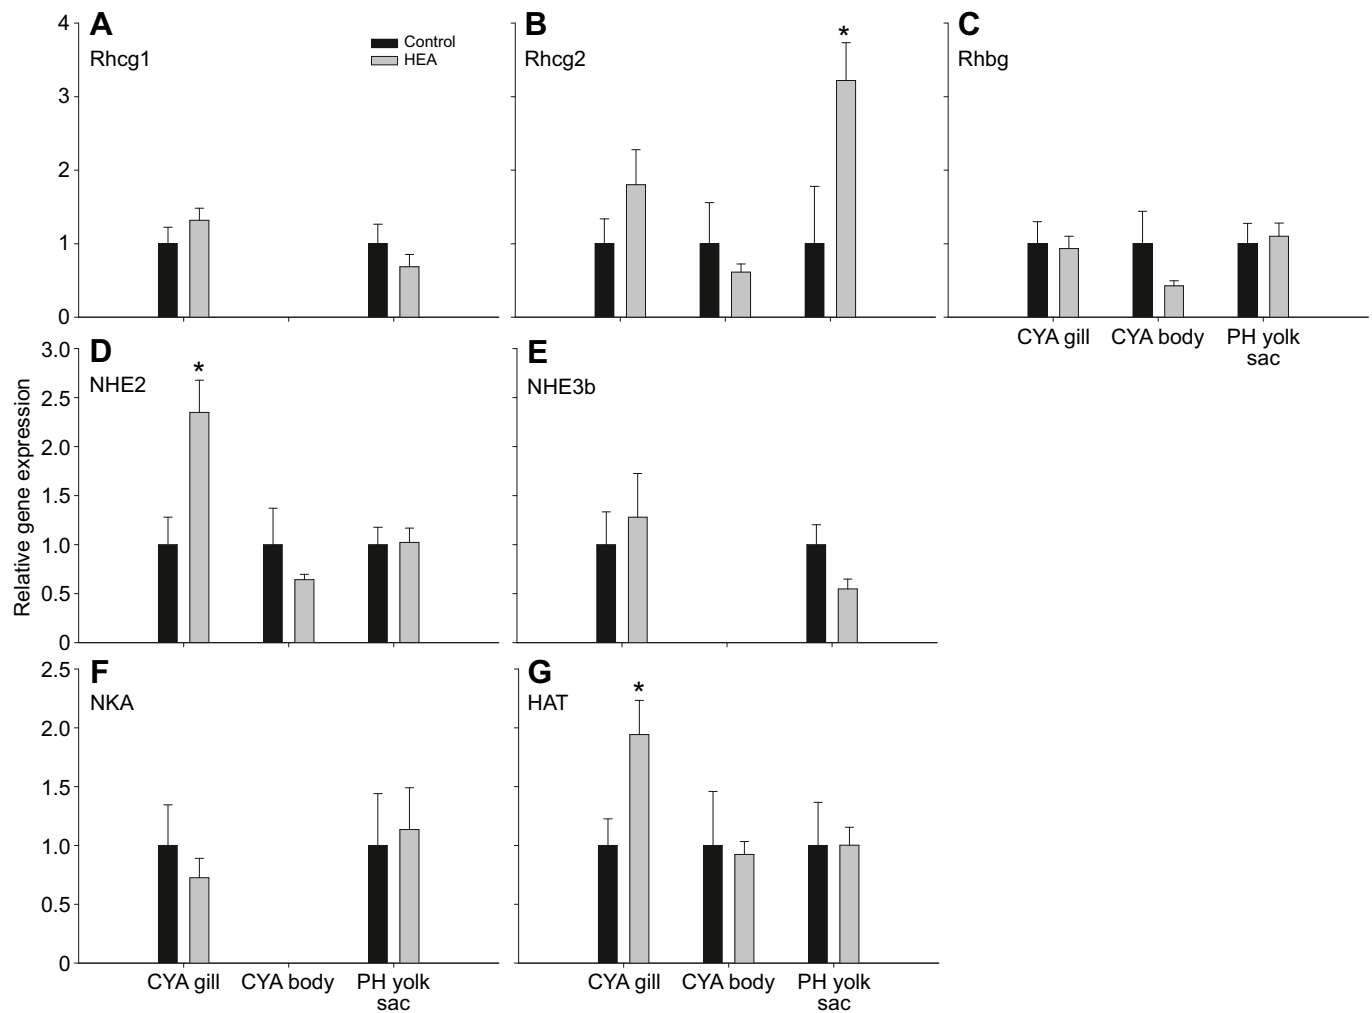 A
Rhcg1
Control
HEA
4
3
2
1
0
B
Rhcg2
*
C
Rhbg
CYA gill
CYA body
PH yolk
sac
Relative gene expression
D
NHE2
*
3.0
2.5
2.0
1.5
1.0
0.5
0
E
NHE3b
F
NKA
2.5
2.0
1.5
1.0
0.5
0
CYA gill
CYA body
PH yolk
sac
G
HAT
*
CYA gill
CYA body
PH yolk
sac